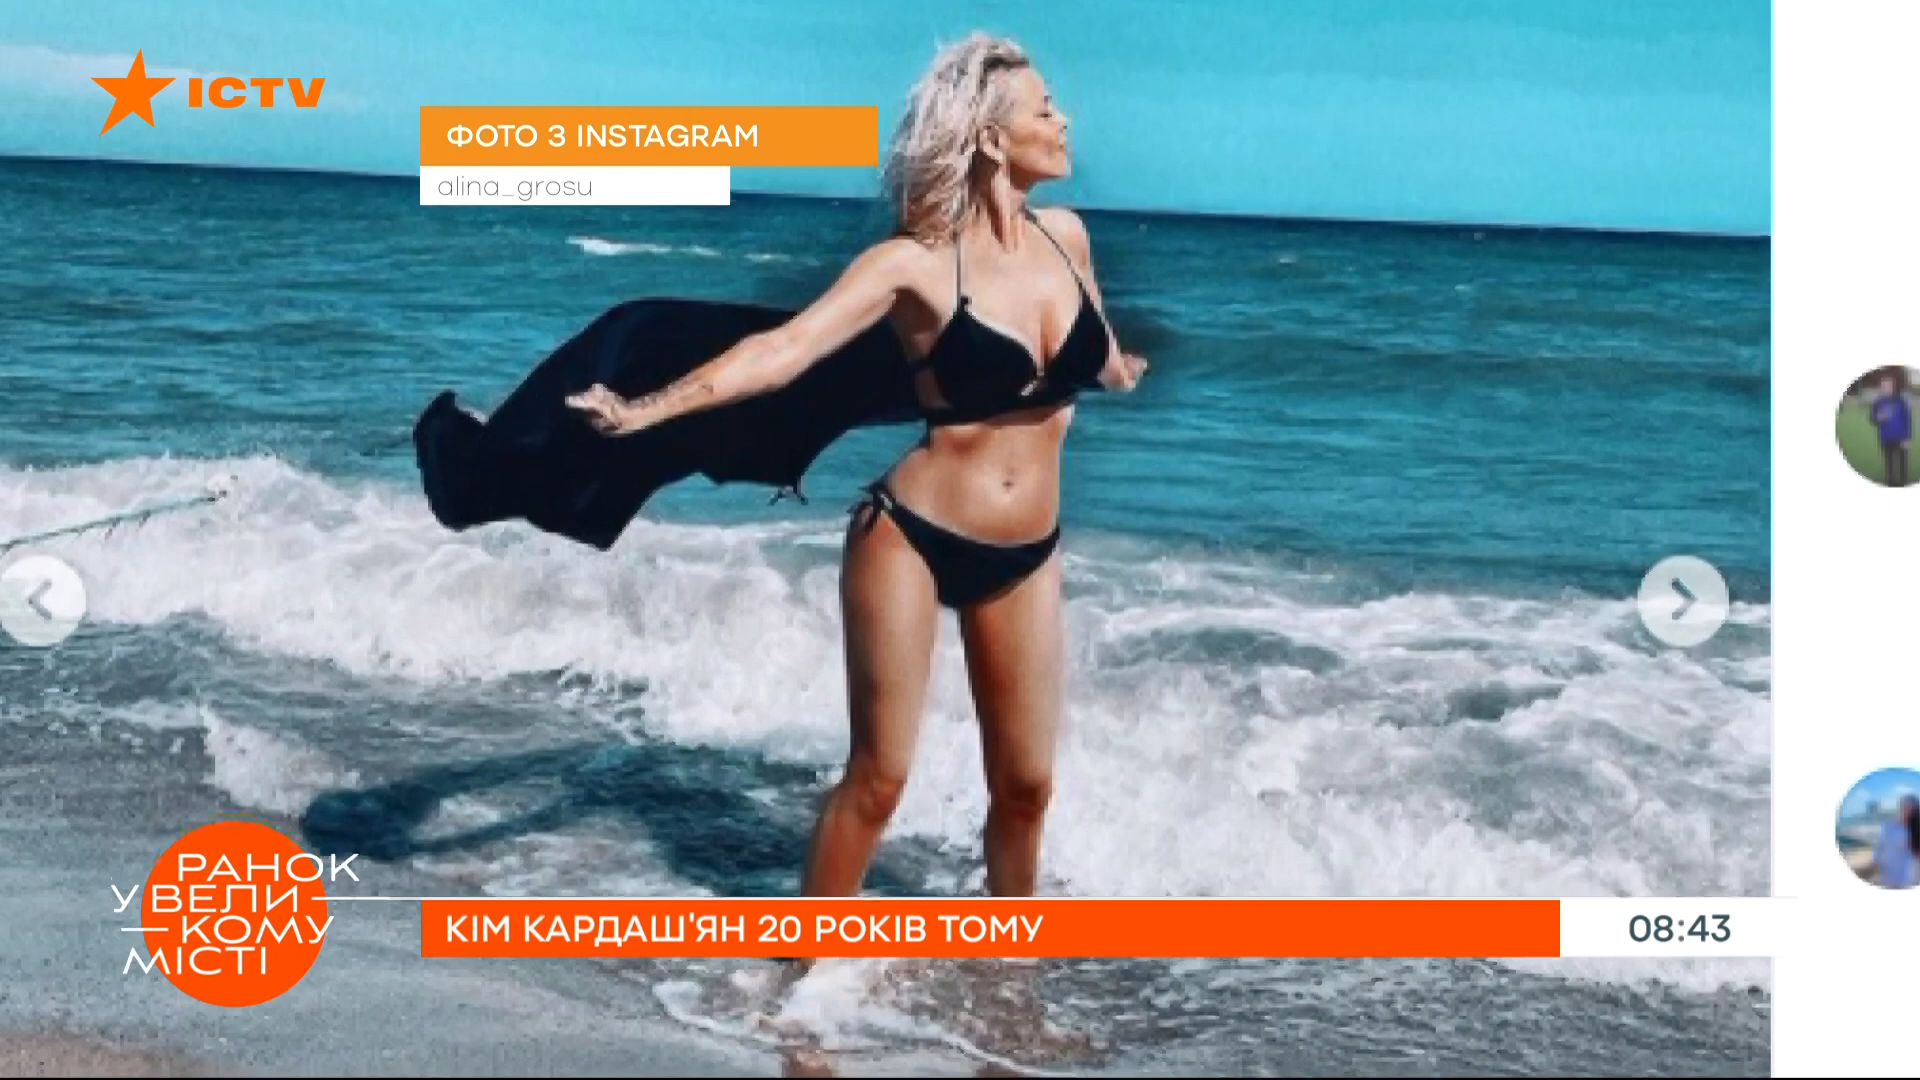 ICTV
ФОТО З INSTAGRAM
alina_grosu
РАНОК
У ВЕЛИ
КОМУ
МІСТІ
КІМ КАРДАШ'ЯН 20 РОКІВ ТОМУ
08:43